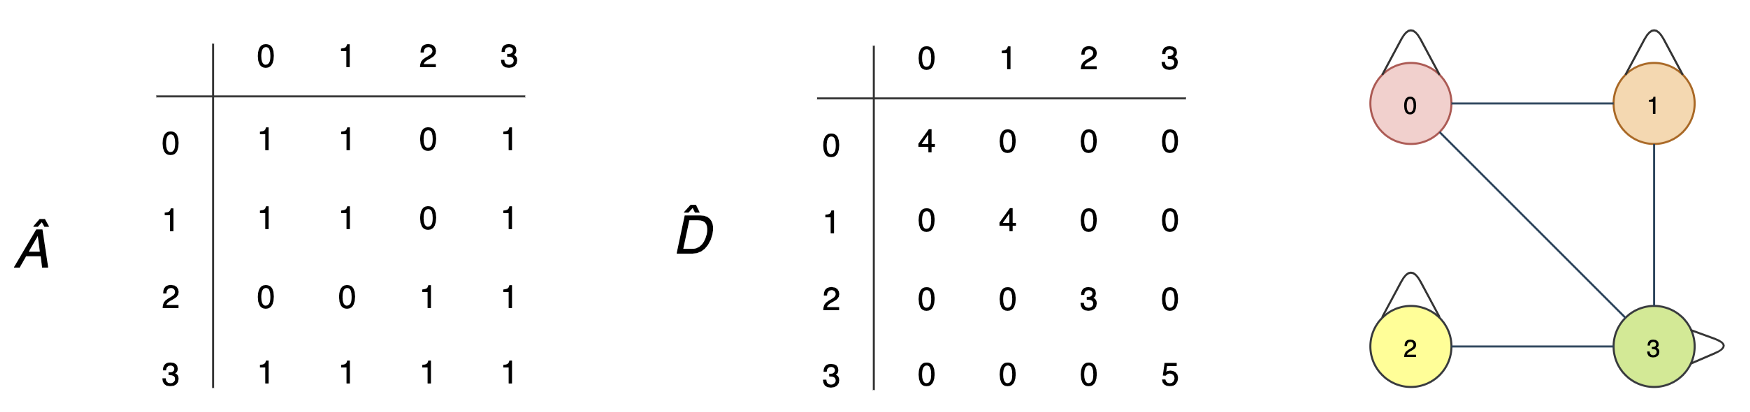 0 1 2 3
0 1 1 0 1
1 1 1 0 1
2 0 0 1 1
3 1 1 1 1
Â
0 1 2 3
0 4 0 0 0
1 0 4 0 0
2 0 0 3 0
3 0 0 0 5
D̂
0 1
2 3